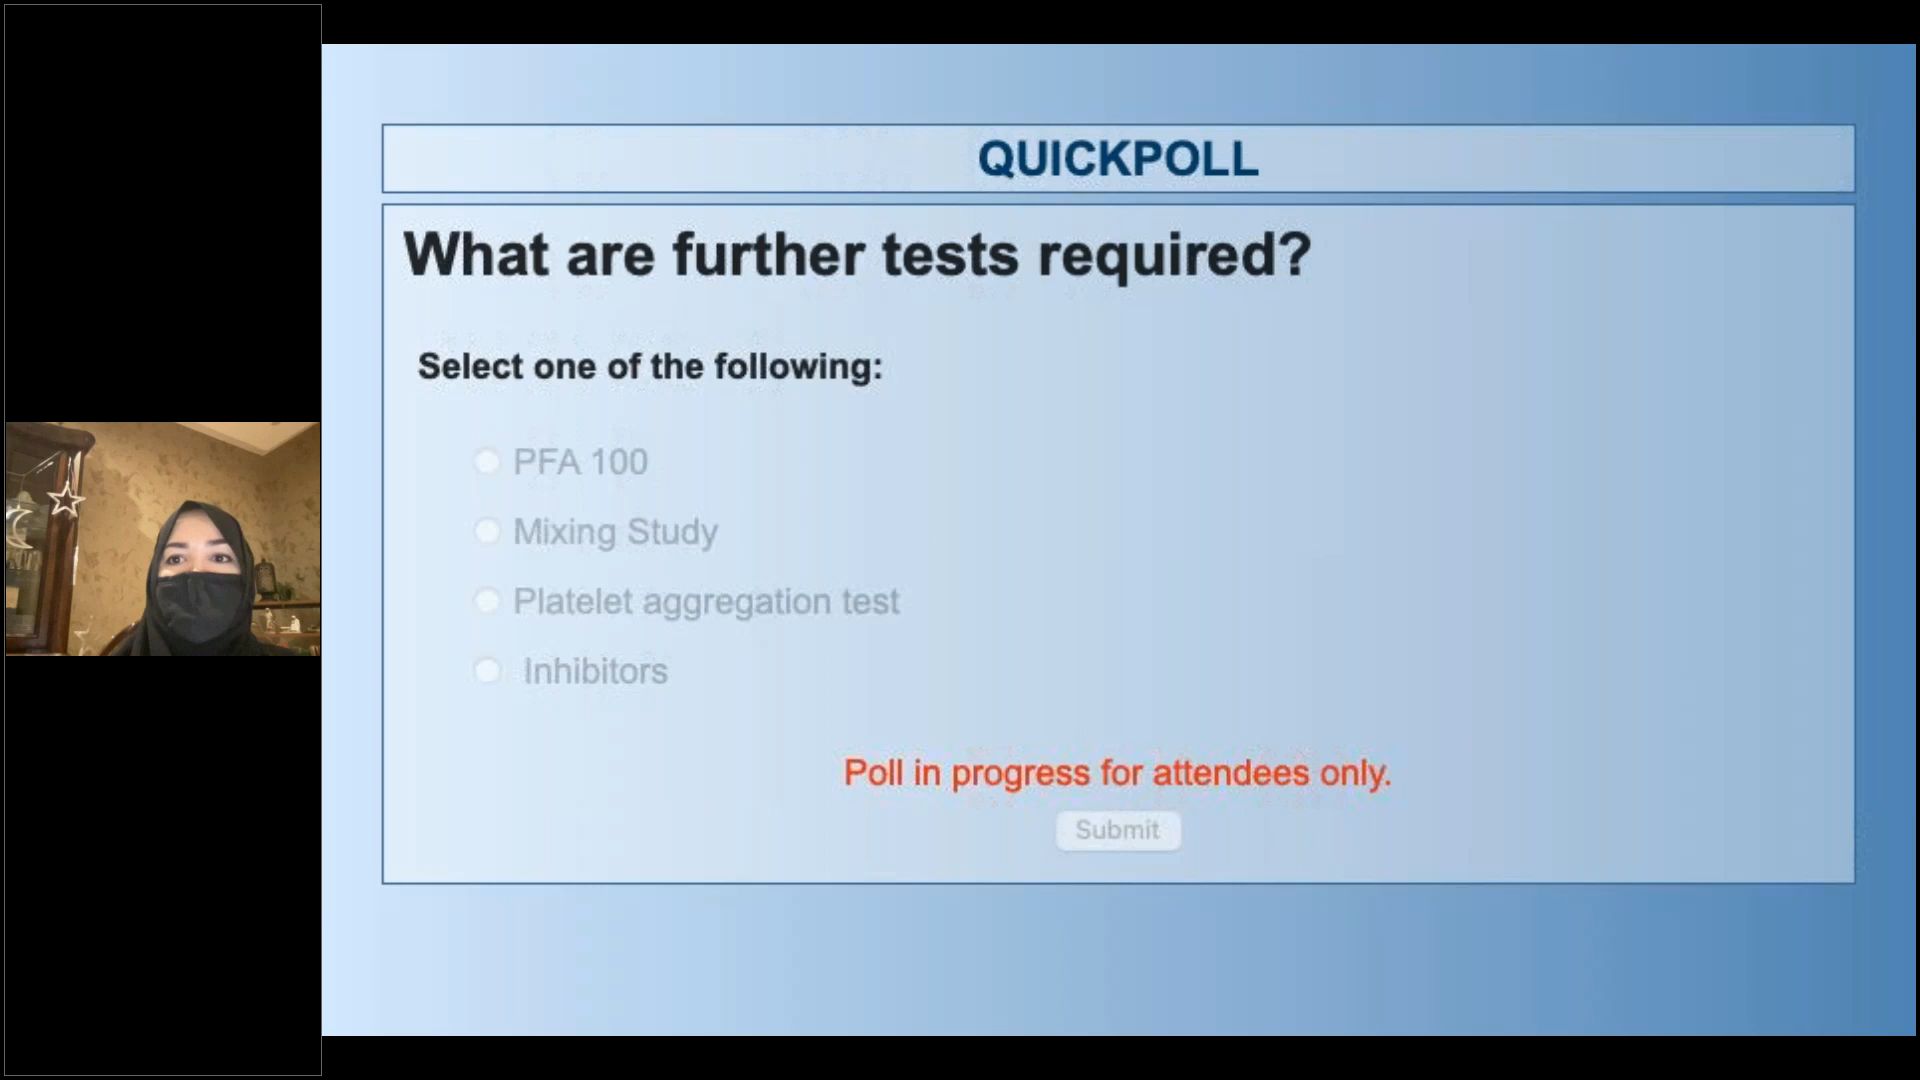 QUICKPOLL
What are further tests required?
Select one of the following:
PFA 100
Mixing Study
Platelet aggregation test
Inhibitors
Poll in progress for attendees only.
Submit